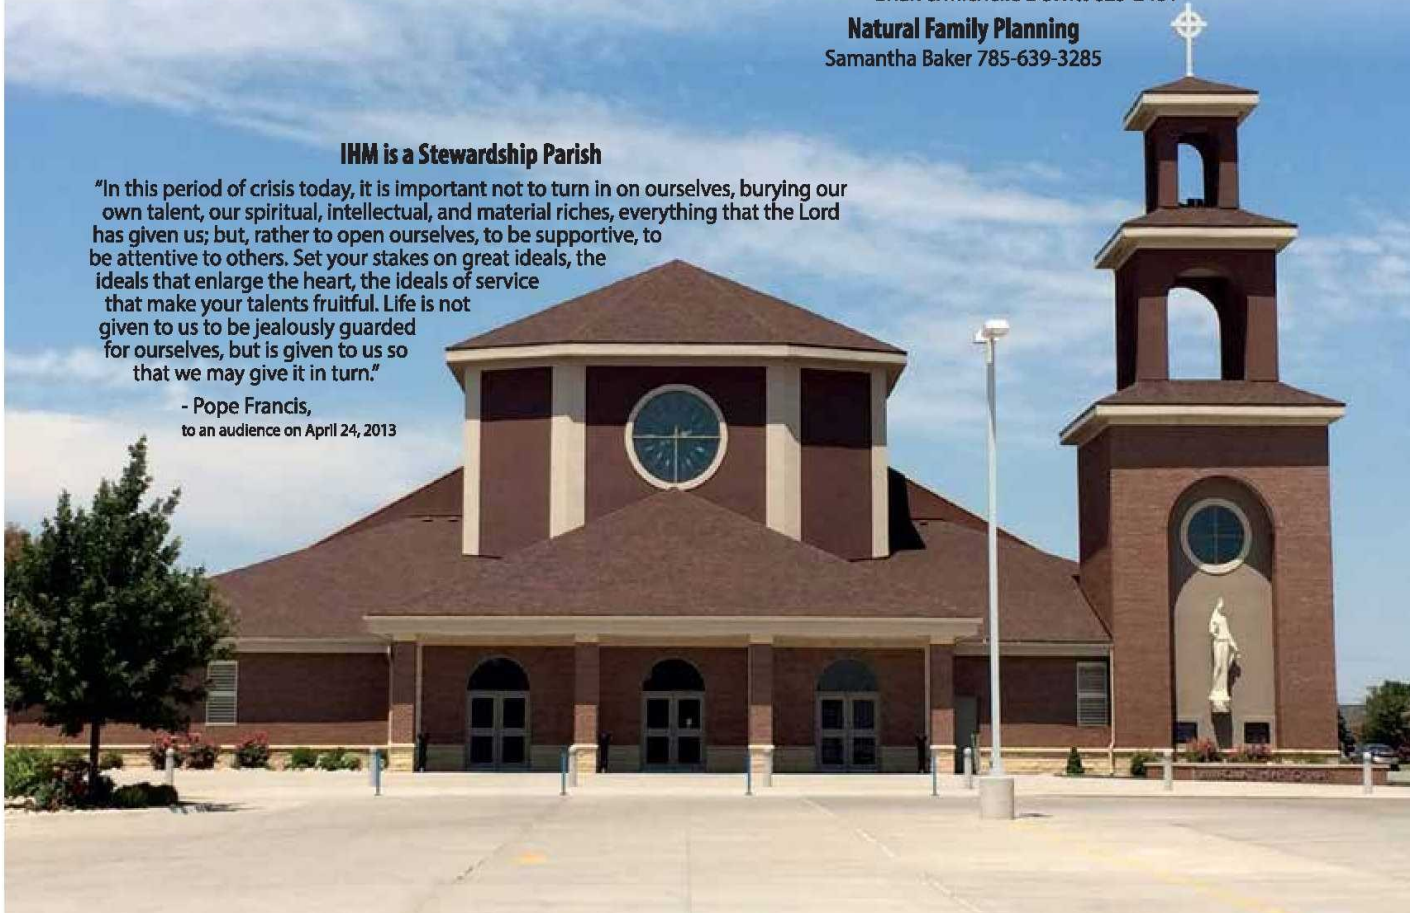 Natural Family Planning
Samantha Baker 785-639-3285
IHM is a Stewardship Parish
"In this period of crisis today, it is important not to turn in on ourselves, burying our
own talent, our spiritual, intellectual, and material riches, everything that the Lord
has given us; but, rather to open ourselves, to be supportive, to
be attentive to others. Set your stakes on great ideals, the
ideals that enlarge the heart, the ideals of service
that make your talents fruitful. Life is not
given to us to be jealously guarded
for ourselves, but is given to us so
that we may give it in turn."
- Pope Francis,
to an audience on April 24, 2013